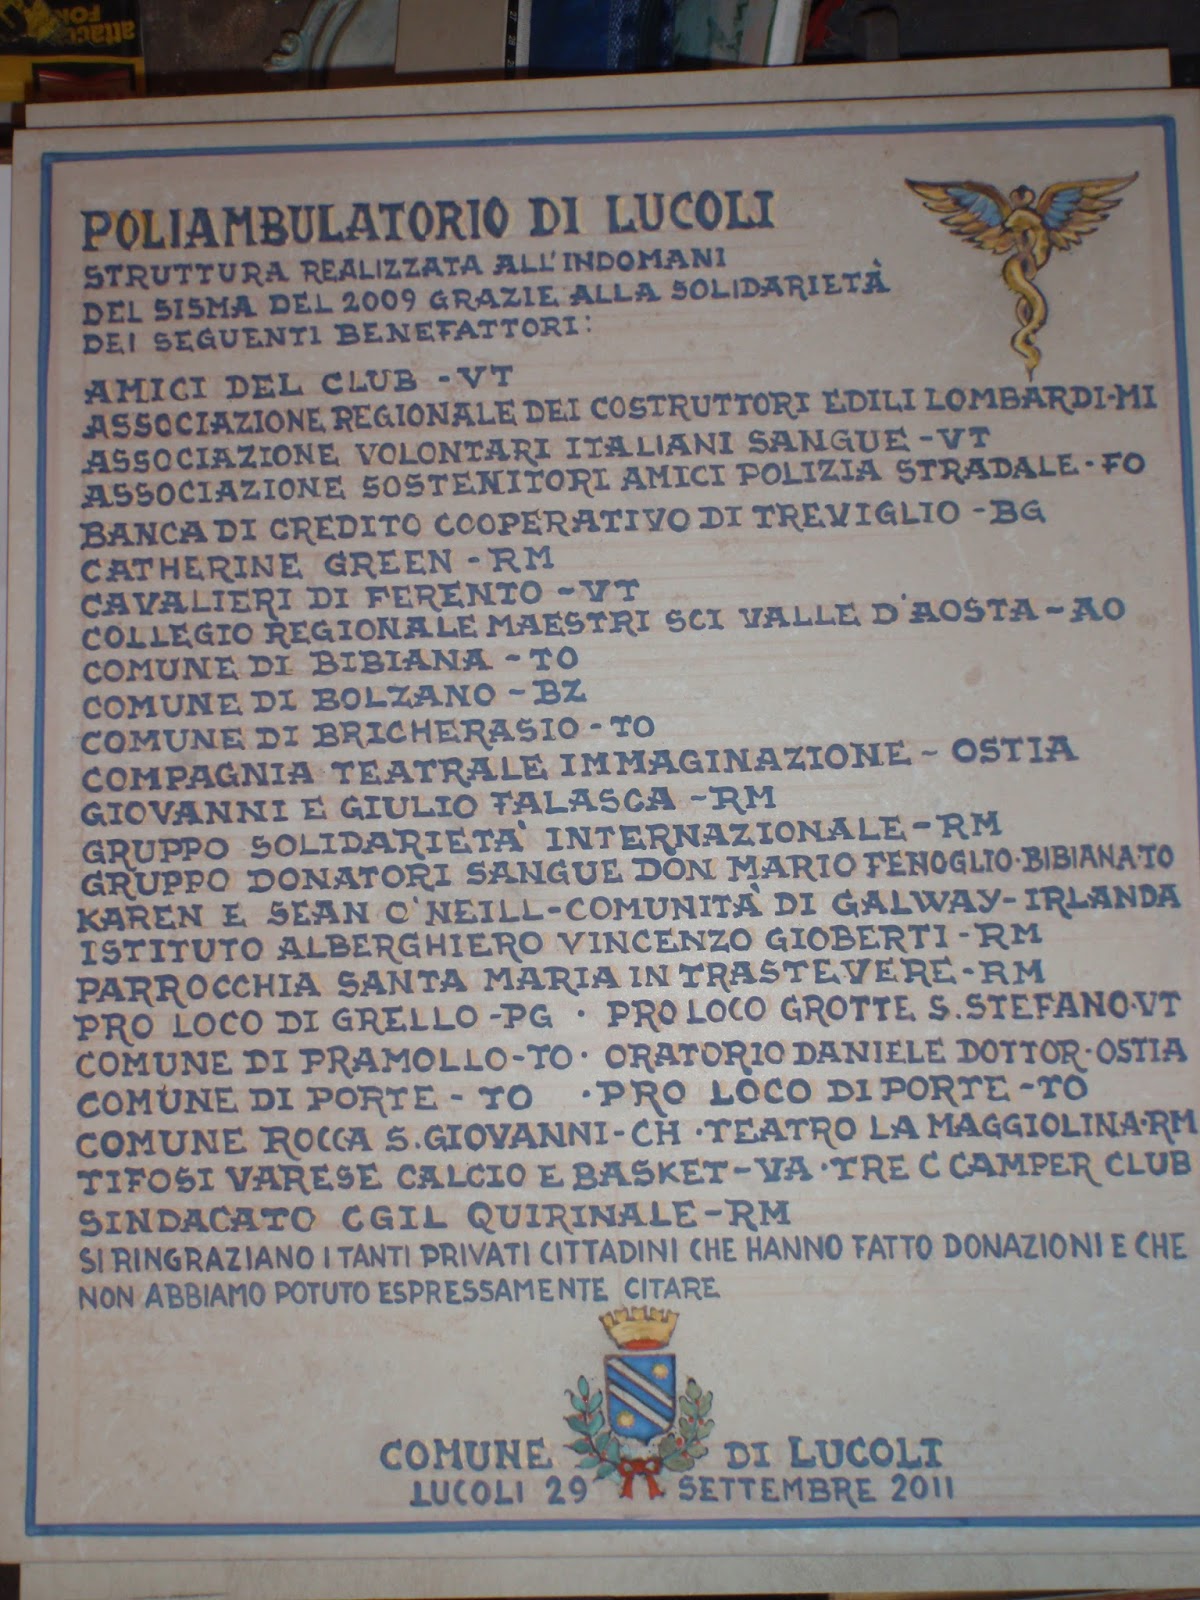 POLIAMBULATORIO DI LUCOLI
STRUTTURA REALIZZATA ALL'INDOMANI
DEL SISMA DEL 2009 GRAZIE ALLA SOLIDARIETÀ
DEI SEGUENTI BENEFATTORI:
AMICI DEL CLUB - VT
ASSOCIAZIONE REGIONALE DEI COSTRUTTORI EDILI LOMBARDI·MI
ASSOCIAZIONE VOLONTARI ITALIANI SANGUE - VT
ASSOCIAZIONE SOSTENITORI AMICI POLIZIA STRADALE · FO
BANCA DI CREDITO COOPERATIVO DI TREVIGLIO - BG
CATHERINE GREEN - RM
CAVALIERI DI FERENTO - VT
COLLEGIO REGIONALE MAESTRI SCI VALLE D'AOSTA - AO
COMUNE DI BIBIANA - TO
COMUNE DI BOLZANO - BZ
COMUNE DI BRICHERASIO - TO
COMPAGNIA TEATRALE IMMAGINAZIONE - OSTIA
GIOVANNI E GIULIO FALASCA - RM
GRUPPO SOLIDARIETA' INTERNAZIONALE - RM
GRUPPO DONATORI SANGUE DON MARIO FENOGLIO·BIBIANA·TO
KAREN E SEAN O'NEILL - COMUNITÀ DI GALWAY - IRLANDA
ISTITUTO ALBERGHIERO VINCENZO GIOBERTI - RM
PARROCCHIA SANTA MARIA IN TRASTEVERE - RM
PRO LOCO DI GRELLO - PG · PRO LOCO GROTTE S. STEFANO·VT
COMUNE DI PRAMOLLO - TO · ORATORIO DANIELE DOTTOR·OSTIA
COMUNE DI PORTE - TO · PRO LOCO DI PORTE - TO
COMUNE ROCCA S. GIOVANNI - CH · TEATRO LA MAGGIOLINA·RM
TIFOSI VARESE CALCIO E BASKET - VA · TRE C CAMPER CLUB
SINDACATO CGIL QUIRINALE - RM
SI RINGRAZIANO I TANTI PRIVATI CITTADINI CHE HANNO FATTO DONAZIONI E CHE
NON ABBIAMO POTUTO ESPRESSAMENTE CITARE
COMUNE DI LUCOLI
LUCOLI 29 SETTEMBRE 2011